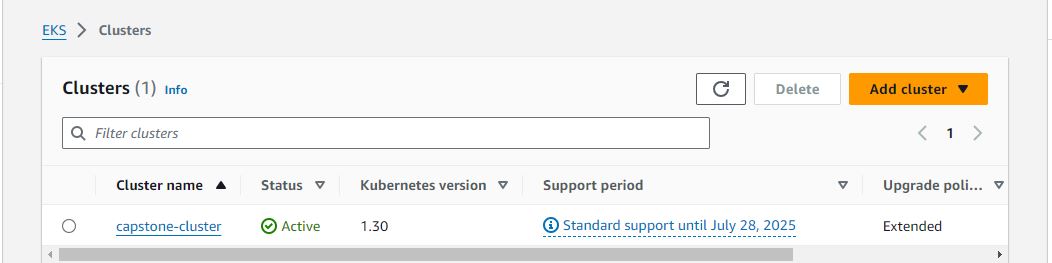 EKS > Clusters
Clusters (1) Info
Delete
Add cluster
Filter clusters
1
Cluster name Status Kubernetes version Support period Upgrade poli...
capstone-cluster Active 1.30 Standard support until July 28, 2025 Extended